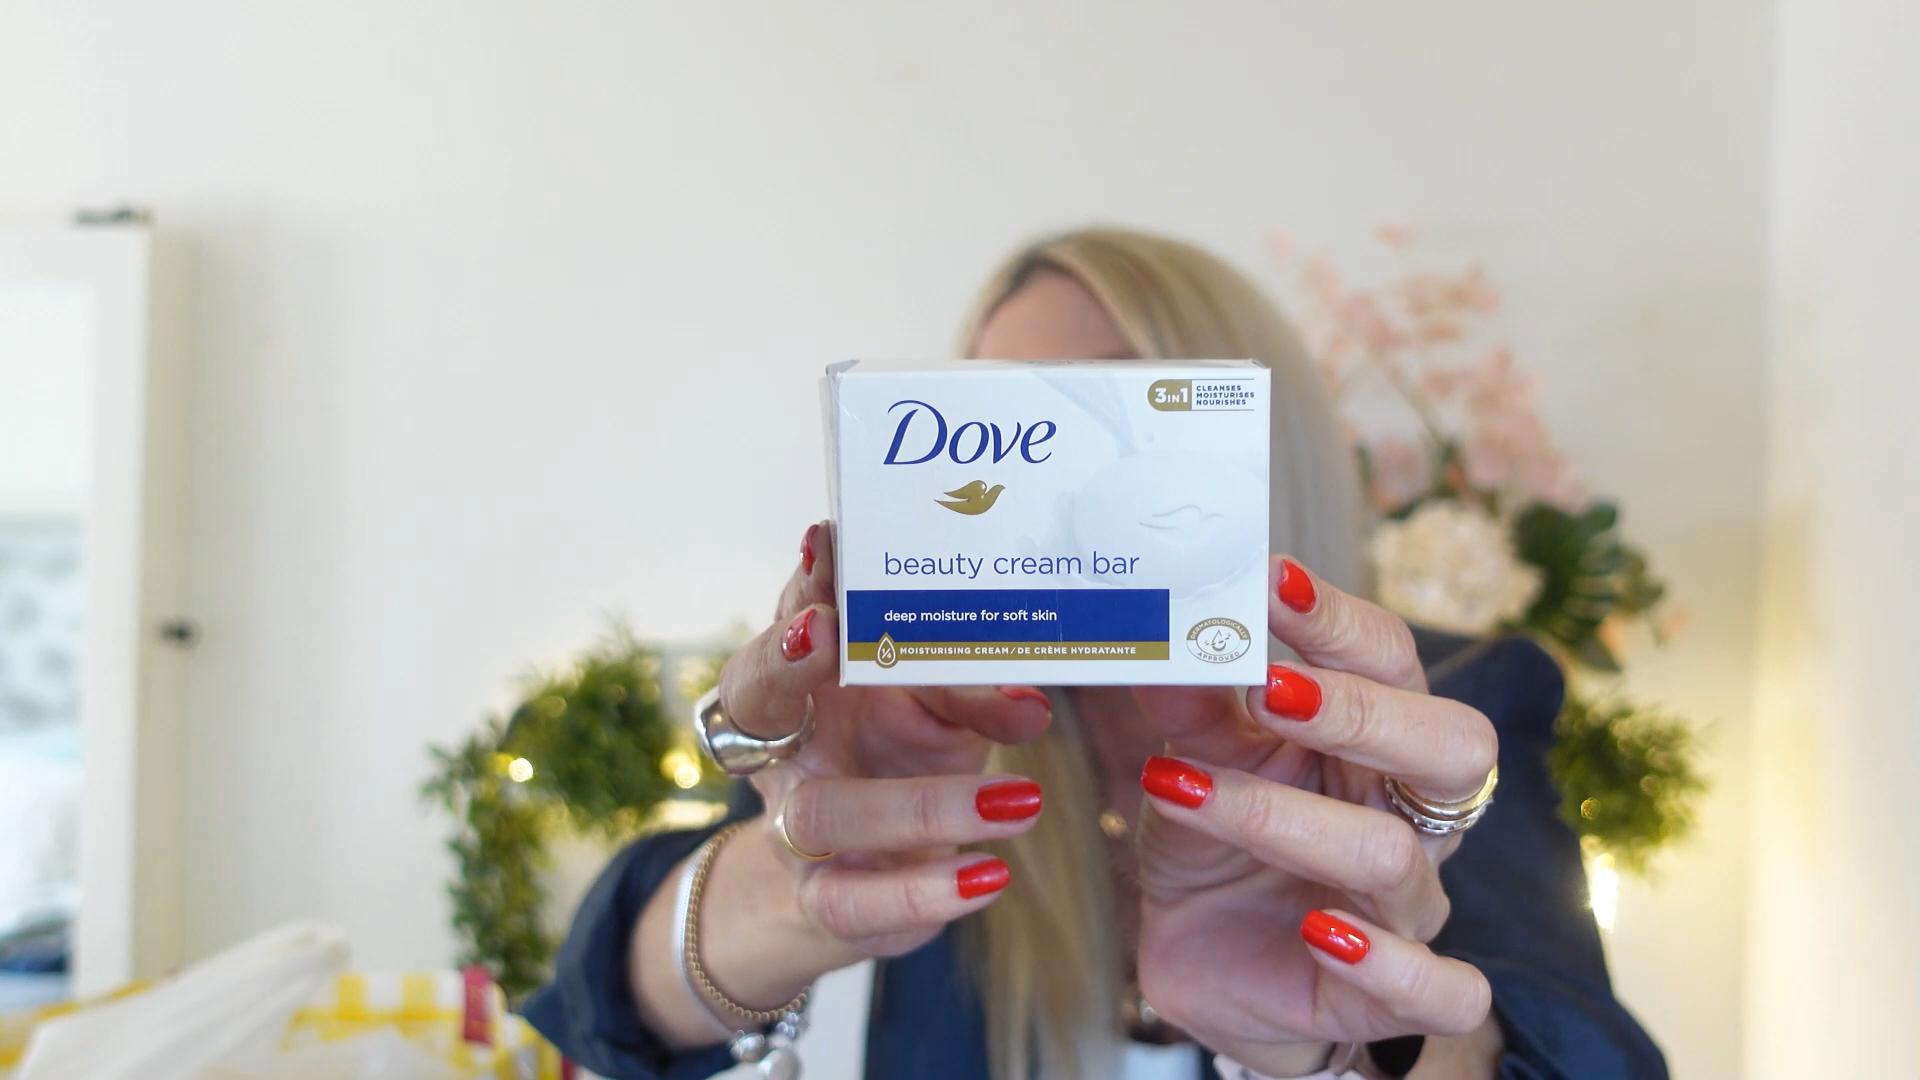 Dove
3in1
CLEANSES
MOISTURISES
NOURISHES
beauty cream bar
deep moisture for soft skin
¼ MOISTURISING CREAM / DE CRÈME HYDRATANTE
DERMATOLOGICALLY
APPROVED